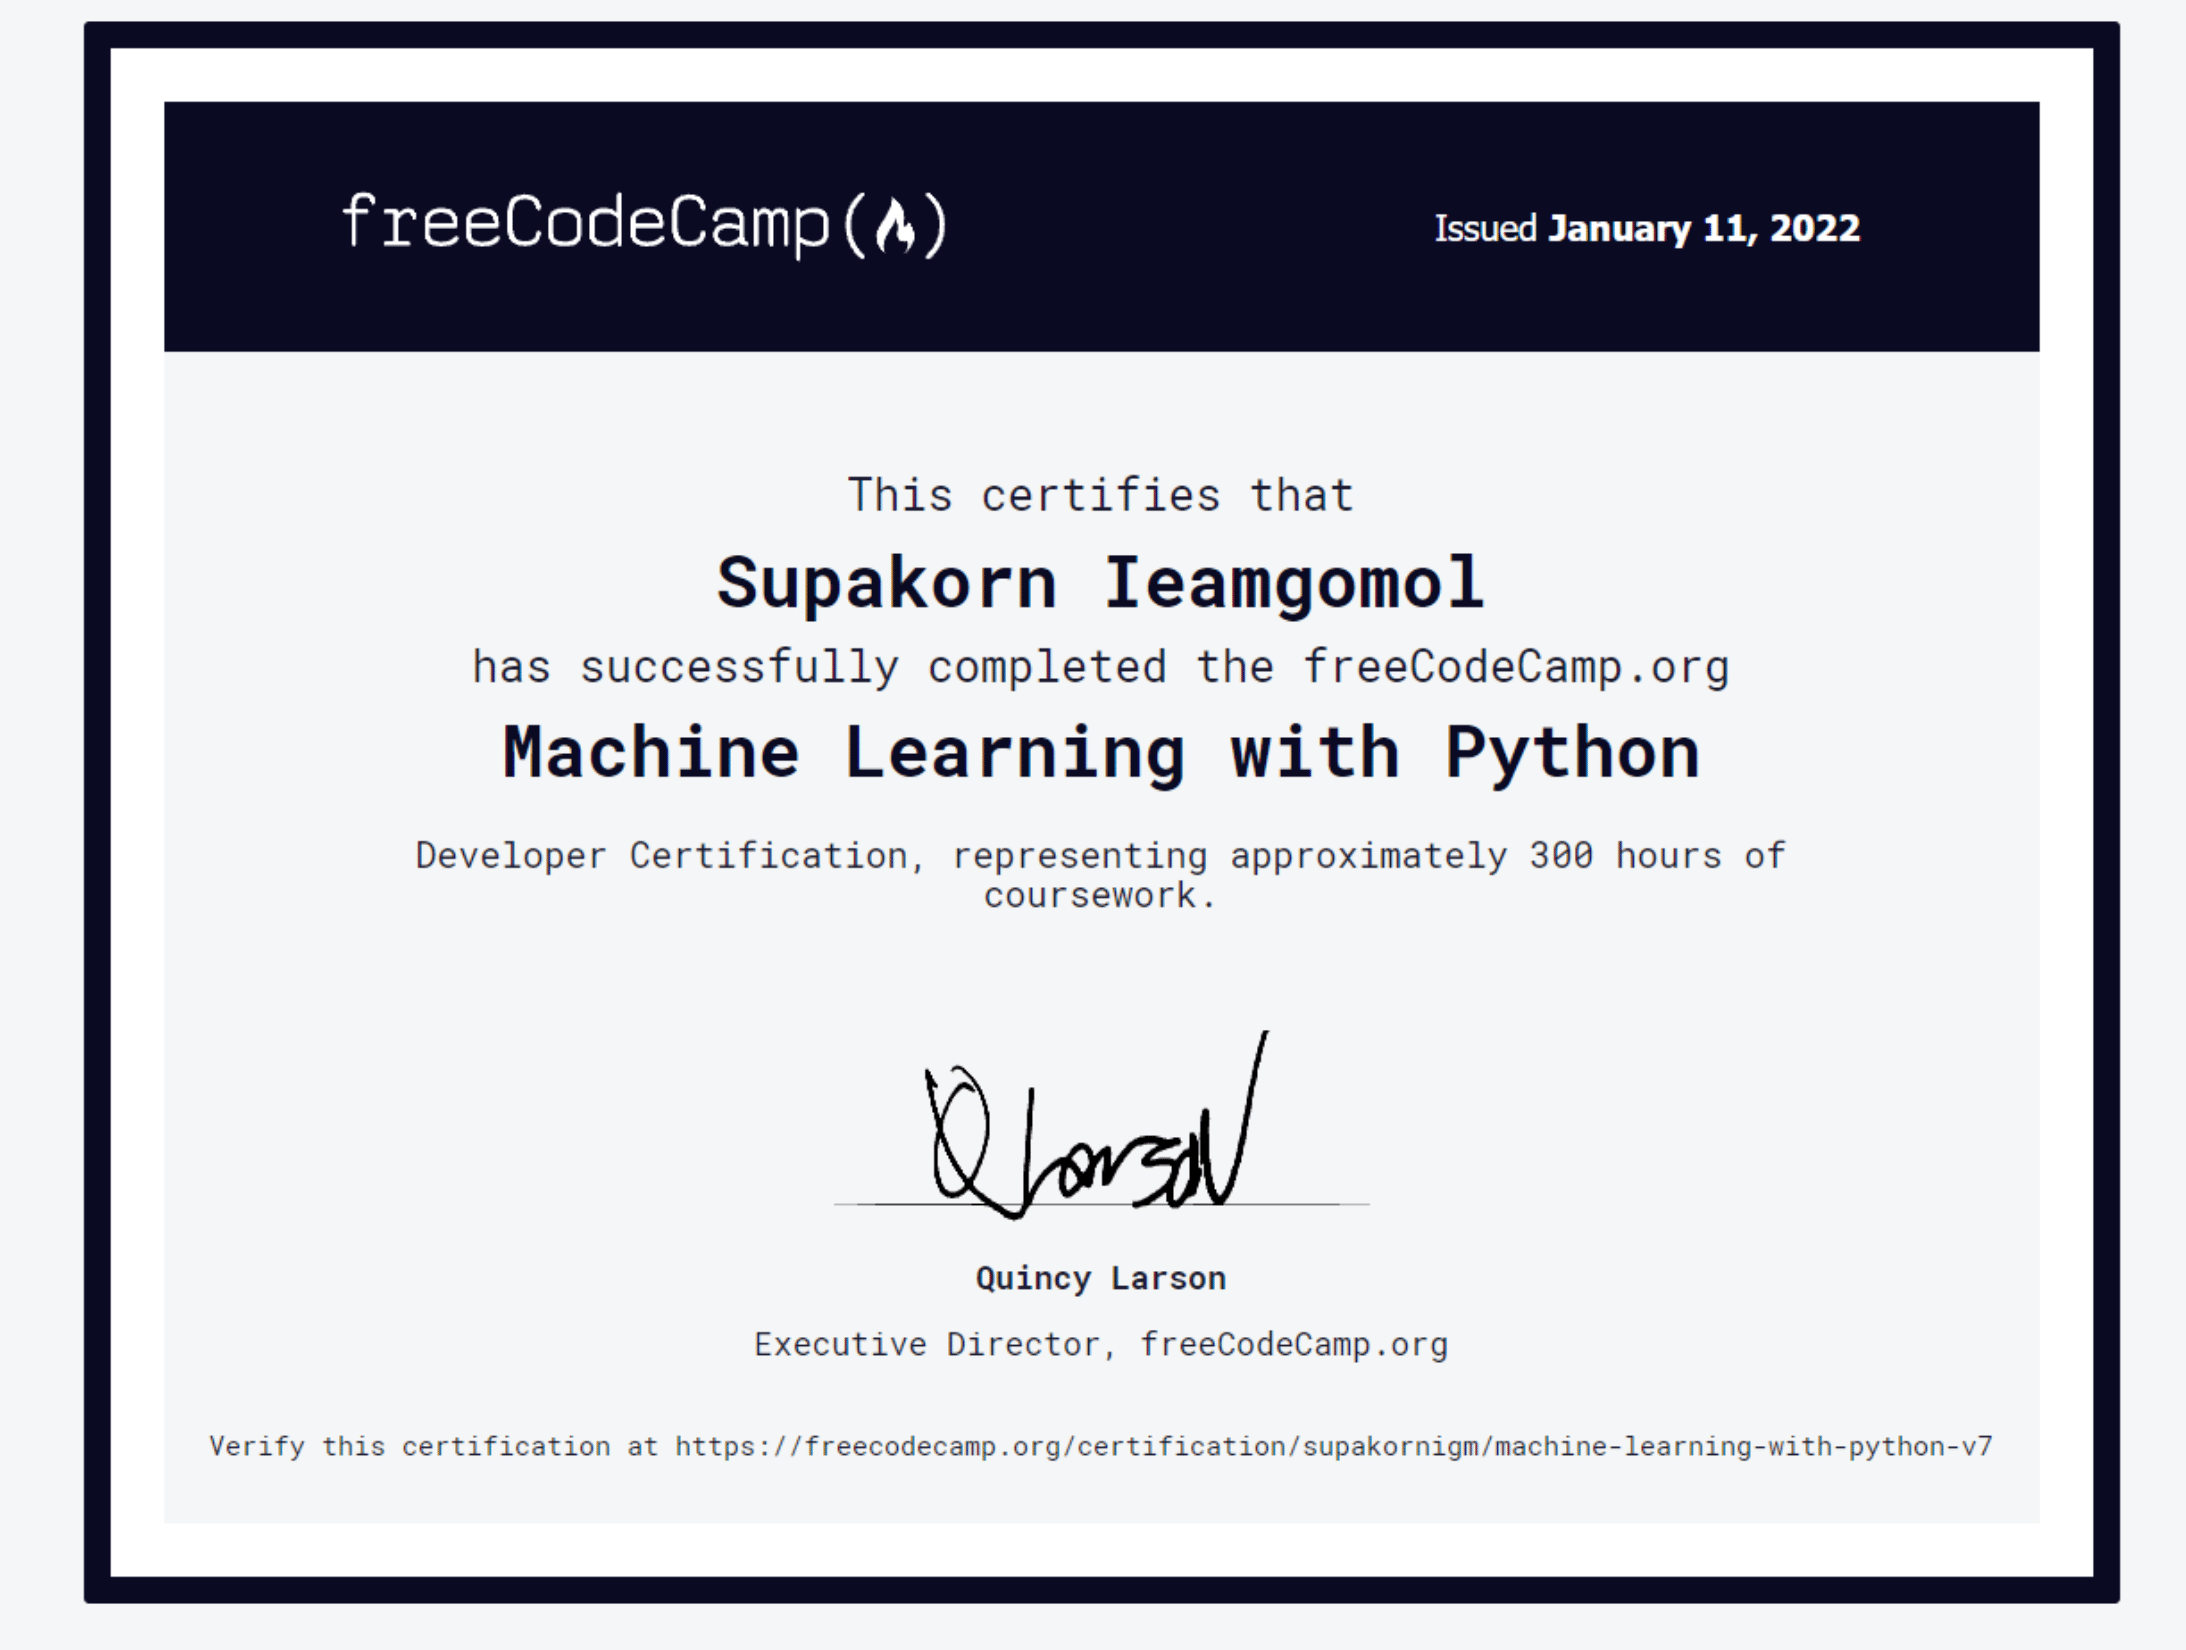 freeCodeCamp(🔥)
Issued January 11, 2022
This certifies that
Supakorn Ieamgomol
has successfully completed the freeCodeCamp.org
Machine Learning with Python
Developer Certification, representing approximately 300 hours of
coursework.
Q Larson
Quincy Larson
Executive Director, freeCodeCamp.org
Verify this certification at https://freecodecamp.org/certification/supakornigm/machine-learning-with-python-v7